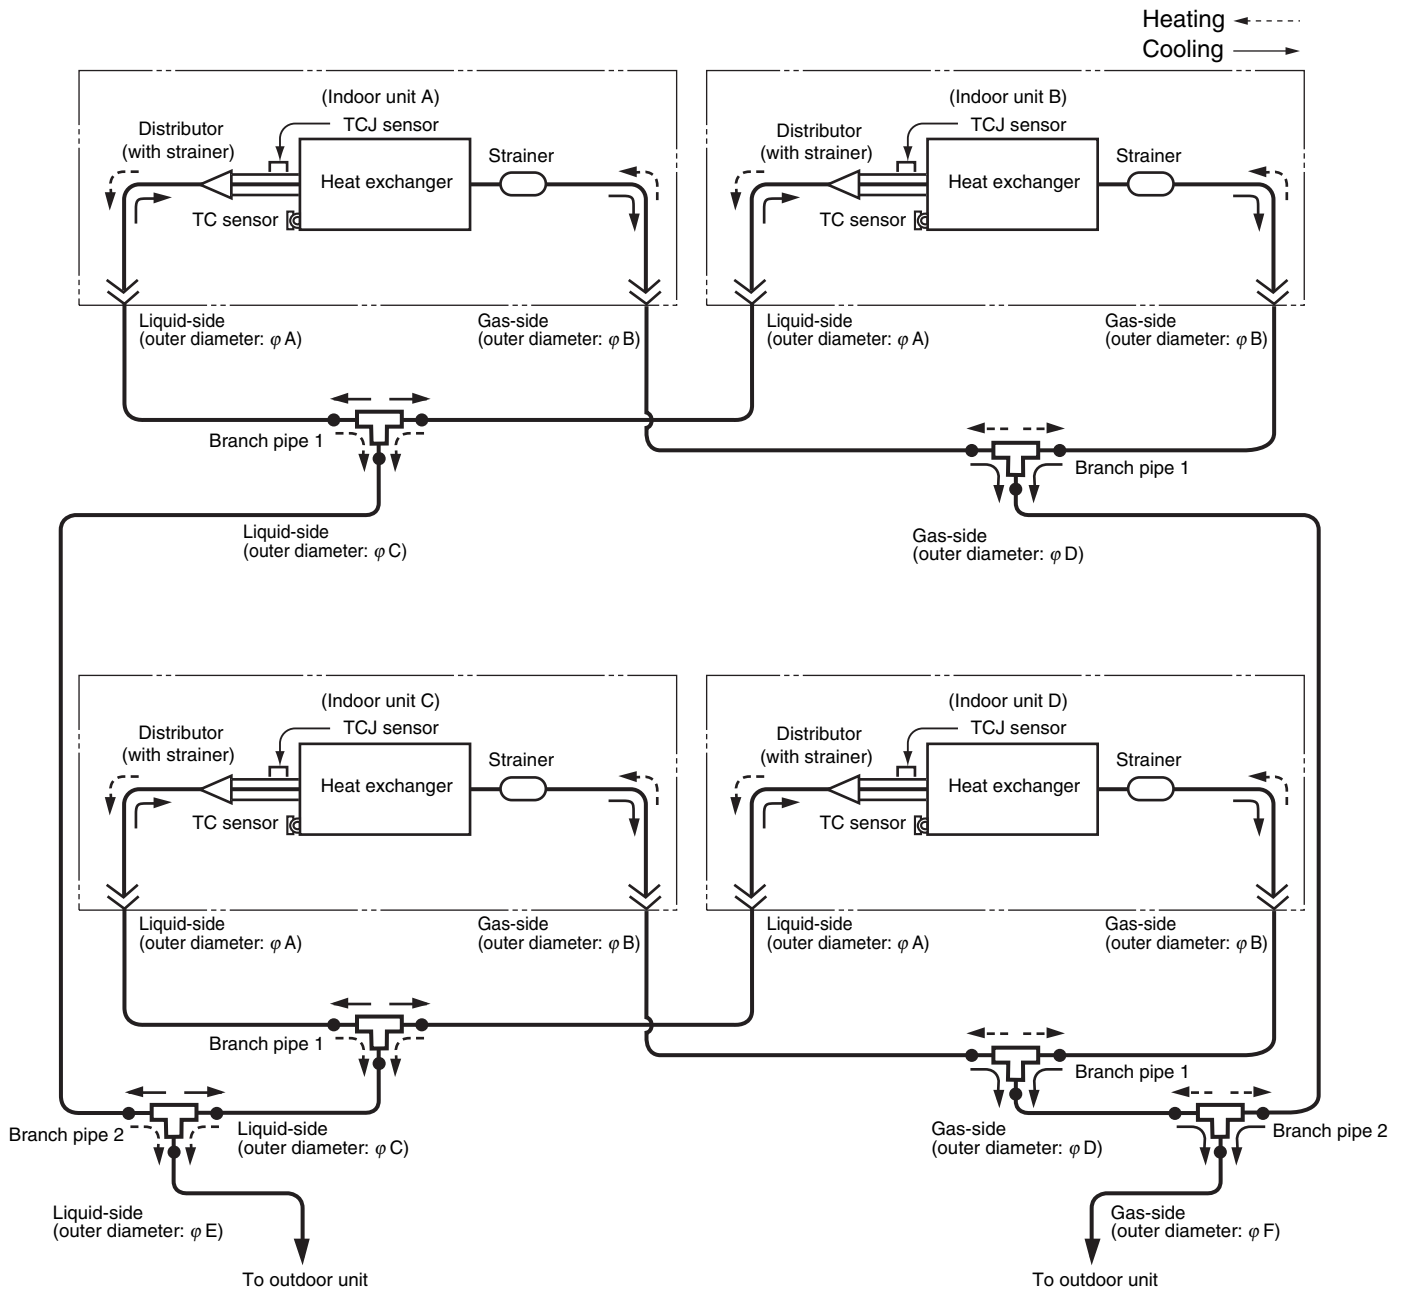 Heating
Cooling
(Indoor unit A)
TCJ sensor
Distributor
(with strainer)
Strainer
Heat exchanger
TC sensor
Liquid-side
(outer diameter: φ A)
Gas-side
(outer diameter: φ B)
(Indoor unit B)
TCJ sensor
Distributor
(with strainer)
Strainer
Heat exchanger
TC sensor
Liquid-side
(outer diameter: φ A)
Gas-side
(outer diameter: φ B)
Branch pipe 1
Branch pipe 1
Liquid-side
(outer diameter: φ C)
Gas-side
(outer diameter: φ D)
(Indoor unit C)
TCJ sensor
Distributor
(with strainer)
Strainer
Heat exchanger
TC sensor
Liquid-side
(outer diameter: φ A)
Gas-side
(outer diameter: φ B)
(Indoor unit D)
TCJ sensor
Distributor
(with strainer)
Strainer
Heat exchanger
TC sensor
Liquid-side
(outer diameter: φ A)
Gas-side
(outer diameter: φ B)
Branch pipe 1
Branch pipe 1
Branch pipe 2
Liquid-side
(outer diameter: φ C)
Gas-side
(outer diameter: φ D)
Branch pipe 2
Liquid-side
(outer diameter: φ E)
Gas-side
(outer diameter: φ F)
To outdoor unit
To outdoor unit